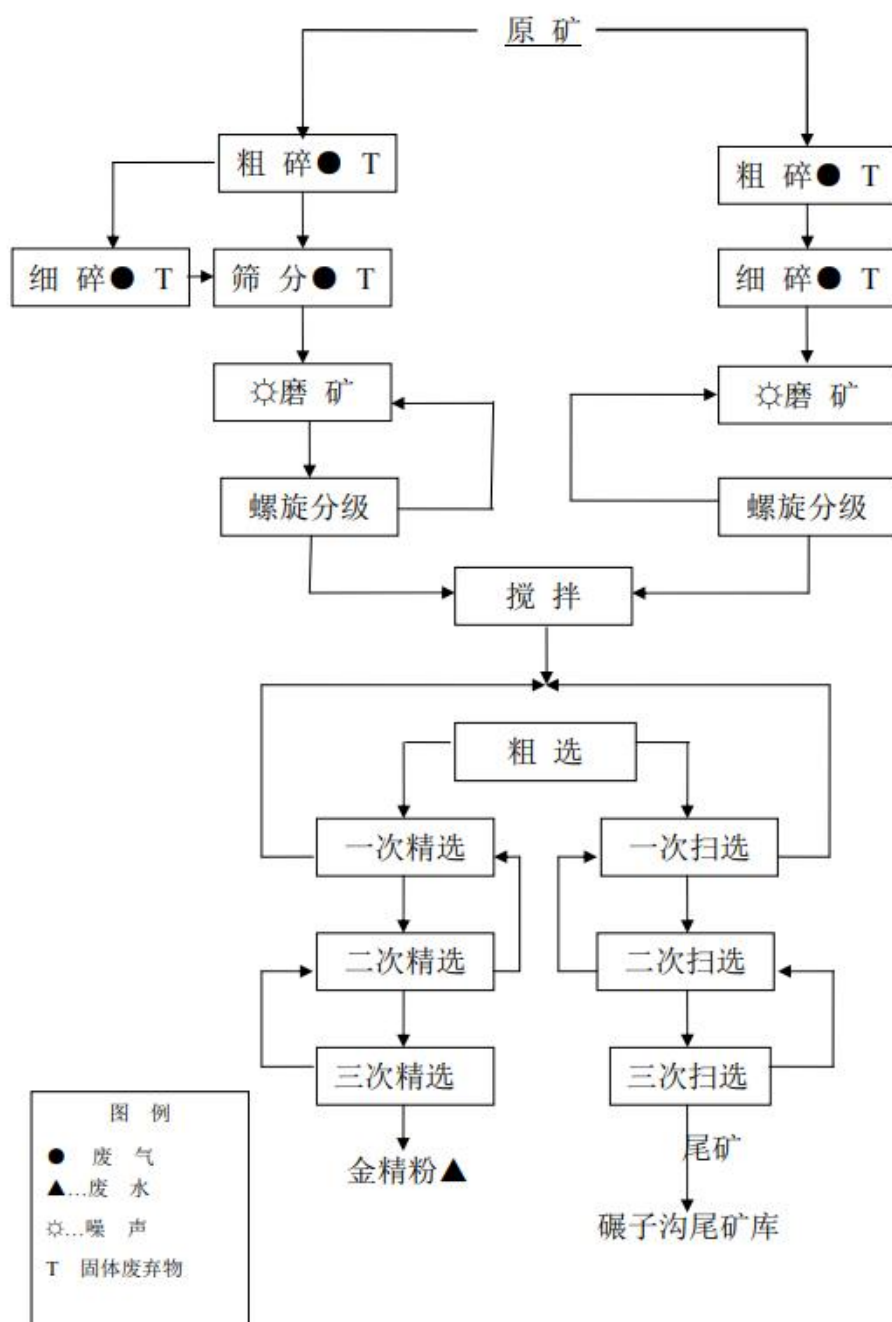 原 矿
粗 碎● T
粗 碎● T
细 碎● T
筛 分● T
细 碎● T
☼磨 矿
☼磨 矿
螺旋分级
螺旋分级
搅 拌
粗 选
一次精选
一次扫选
二次精选
二次扫选
三次精选
三次扫选
金精粉▲
尾矿
碾子沟尾矿库
图 例
● 废 气
▲...废 水
☼...噪 声
T 固体废弃物